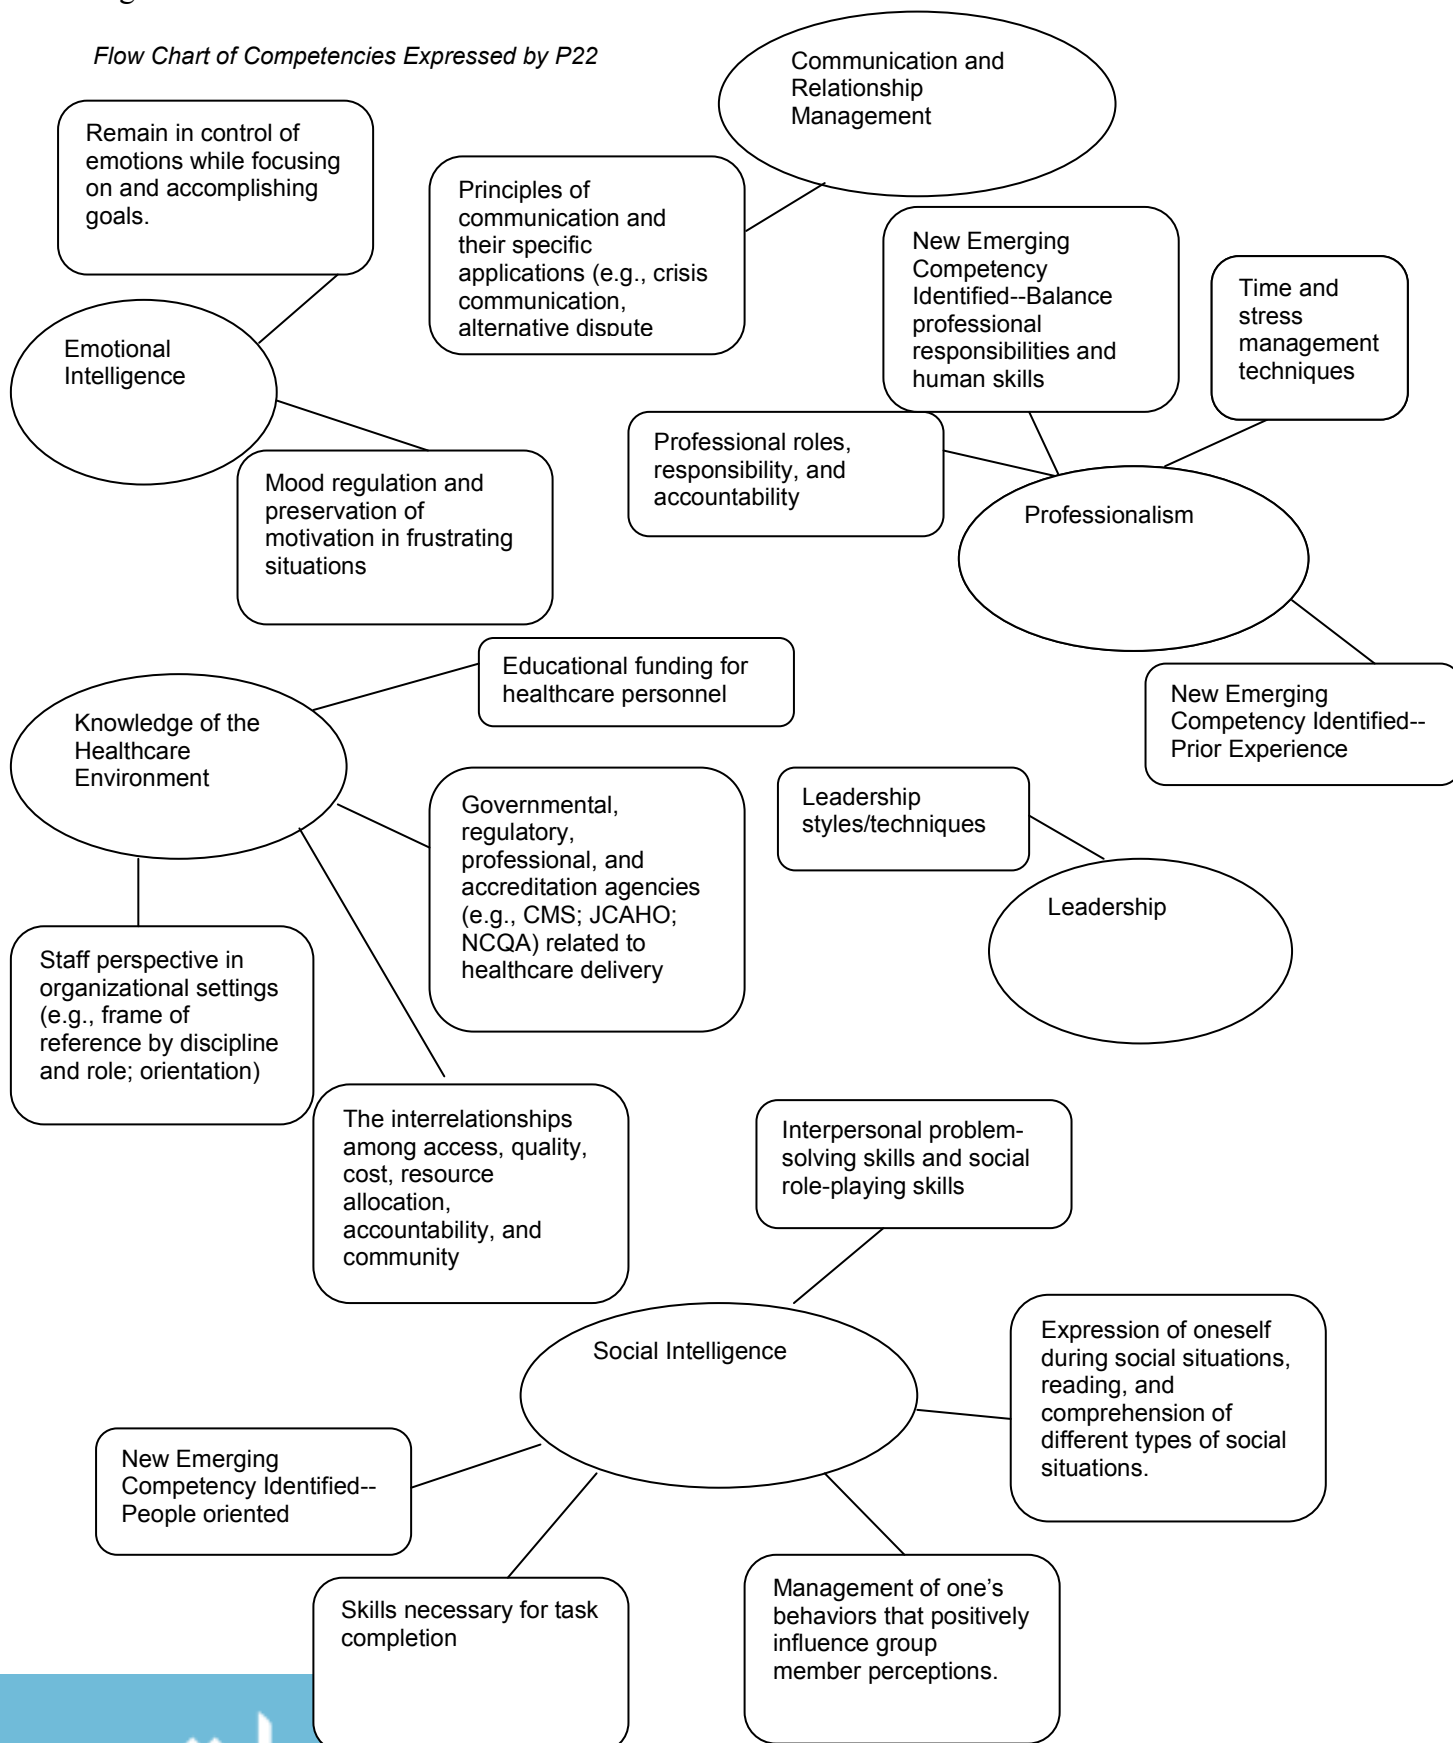 Flow Chart of Competencies Expressed by P22
Communication and
Relationship
Management
Remain in control of
emotions while focusing
on and accomplishing
goals.
Principles of
communication and
their specific
applications (e.g., crisis
communication,
alternative dispute
New Emerging
Competency
Identified--Balance
professional
responsibilities and
human skills
Time and
stress
management
techniques
Emotional
Intelligence
Professional roles,
responsibility, and
accountability
Mood regulation and
preservation of
motivation in frustrating
situations
Professionalism
Educational funding for
healthcare personnel
New Emerging
Competency Identified--
Prior Experience
Knowledge of the
Healthcare
Environment
Governmental,
regulatory,
professional, and
accreditation agencies
(e.g., CMS; JCAHO;
NCQA) related to
healthcare delivery
Leadership
styles/techniques
Leadership
Staff perspective in
organizational settings
(e.g., frame of
reference by discipline
and role; orientation)
The interrelationships
among access, quality,
cost, resource
allocation,
accountability, and
community
Interpersonal problem-
solving skills and social
role-playing skills
Social Intelligence
Expression of oneself
during social situations,
reading, and
comprehension of
different types of social
situations.
New Emerging
Competency Identified--
People oriented
Skills necessary for task
completion
Management of one’s
behaviors that positively
influence group
member perceptions.